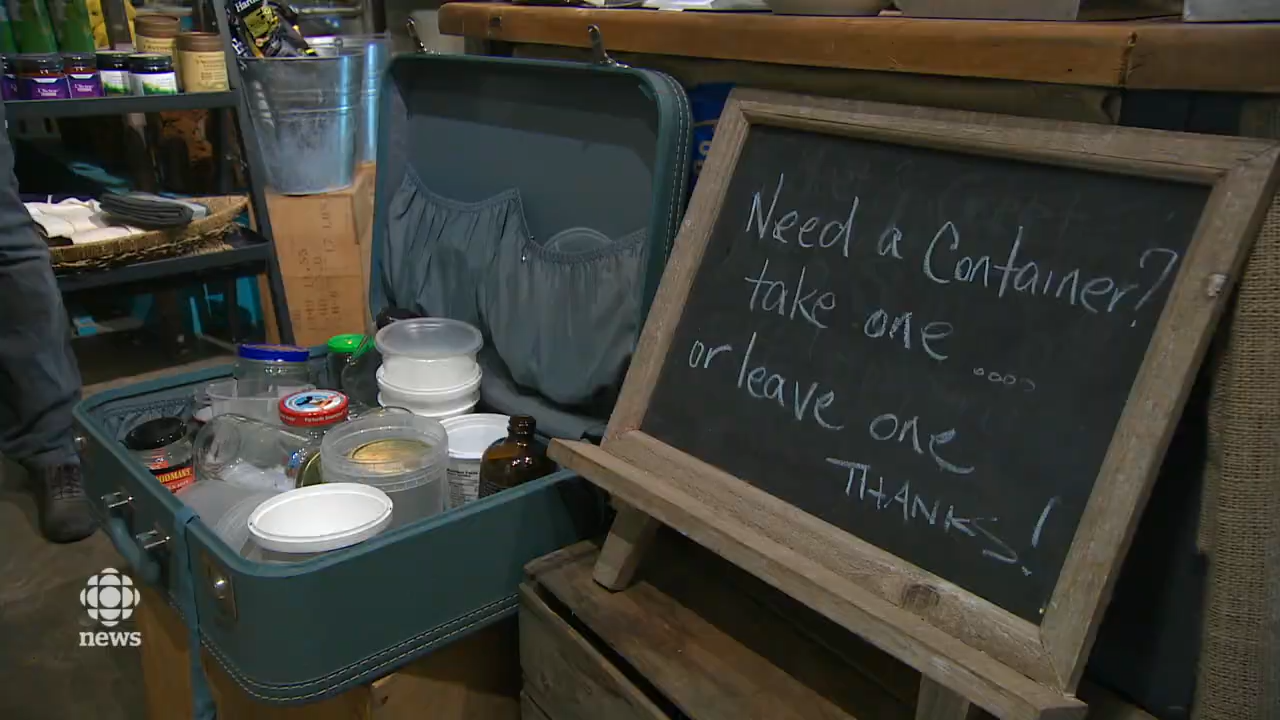 Need a Container?
take one ....
or leave one
THANKS!
news